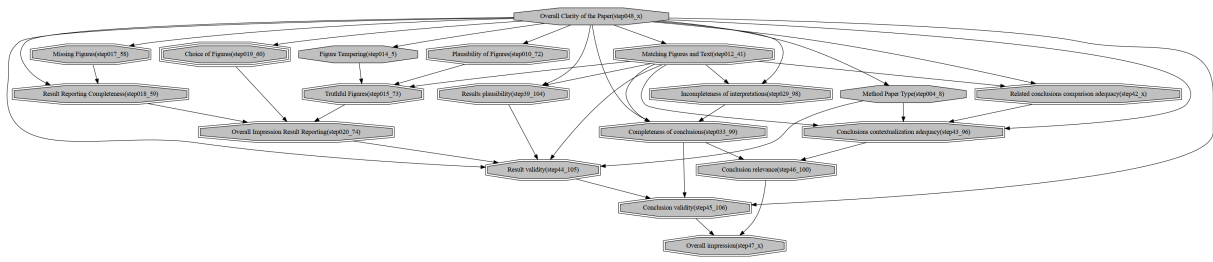 Overall Clarity of the Paper(step048_x)
Missing Figures(step017_58)
Choice of Figures(step019_60)
Figure Tempering(step014_5)
Plausibility of Figures(step010_72)
Matching Figures and Text(step012_41)
Result Reporting Completeness(step018_59)
Truthful Figures(step015_73)
Results plausibility(step39_104)
Incompleteness of interpretations(step029_98)
Method Paper Type(step004_8)
Related conclusions comparison adequacy(step42_x)
Overall Impression Result Reporting(step020_74)
Completeness of conclusions(step033_99)
Conclusions contextualization adequacy(step43_96)
Result validity(step44_105)
Conclusion relevance(step46_100)
Conclusion validity(step45_106)
Overall impression(step47_x)